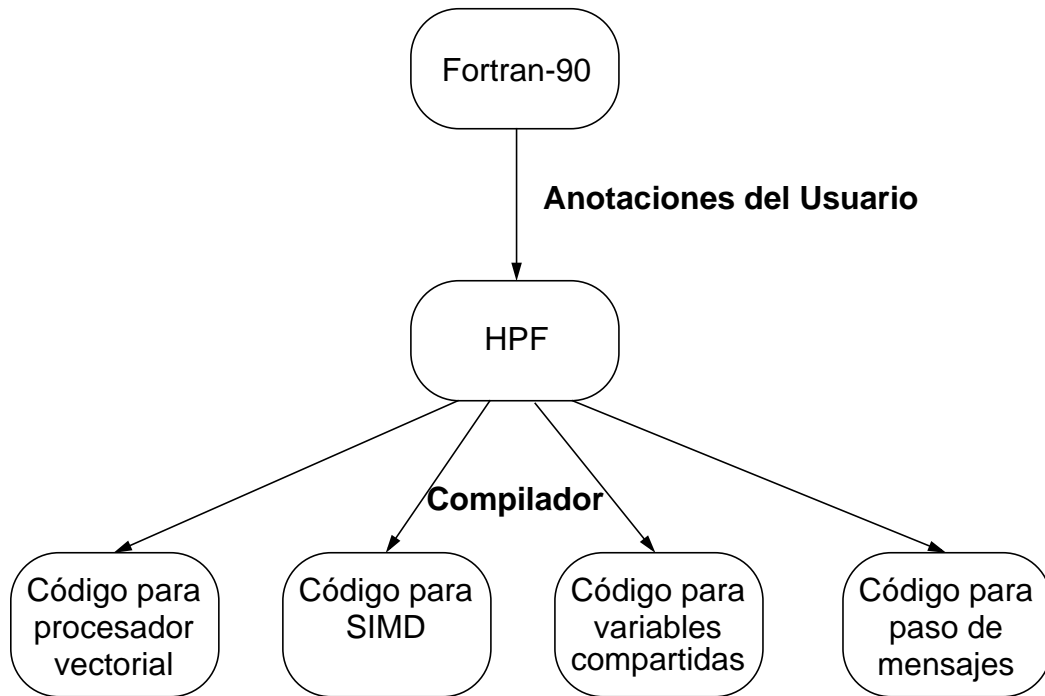 Fortran-90
Anotaciones del Usuario
HPF
Compilador
Código para
procesador
vectorial
Código para
SIMD
Código para
variables
compartidas
Código para
paso de
mensajes